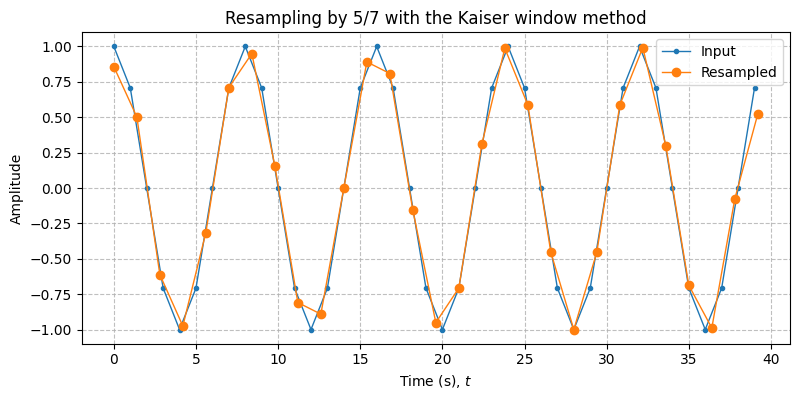 Resampling by 5/7 with the Kaiser window method
Input
Resampled
Amplitude
1.00
0.75
0.50
0.25
0.00
−0.25
−0.50
−0.75
−1.00
0 5 10 15 20 25 30 35 40
Time (s), t